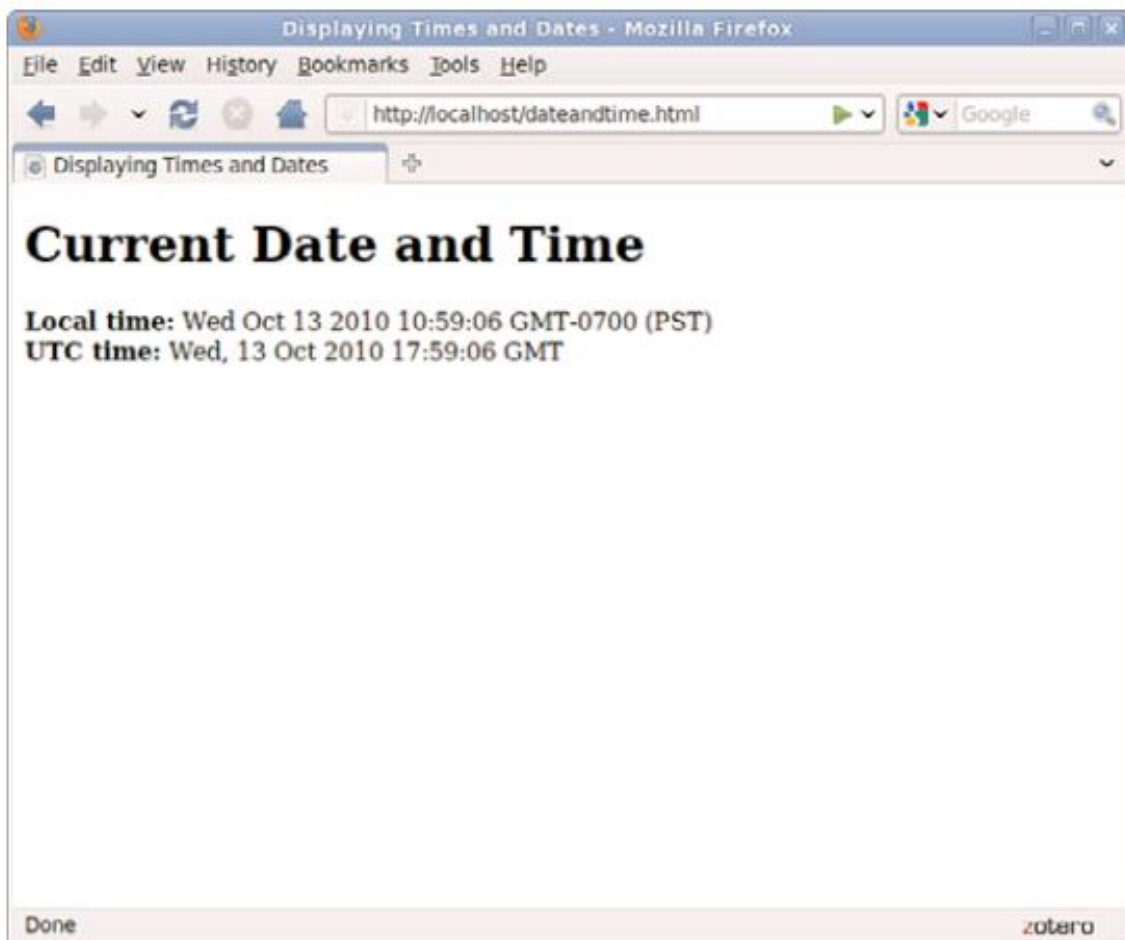 Displaying Times and Dates - Mozilla Firefox
File Edit View History Bookmarks Tools Help
http://localhost/dateandtime.html Google
Displaying Times and Dates
Current Date and Time
Local time: Wed Oct 13 2010 10:59:06 GMT-0700 (PST)
UTC time: Wed, 13 Oct 2010 17:59:06 GMT
Done zotero